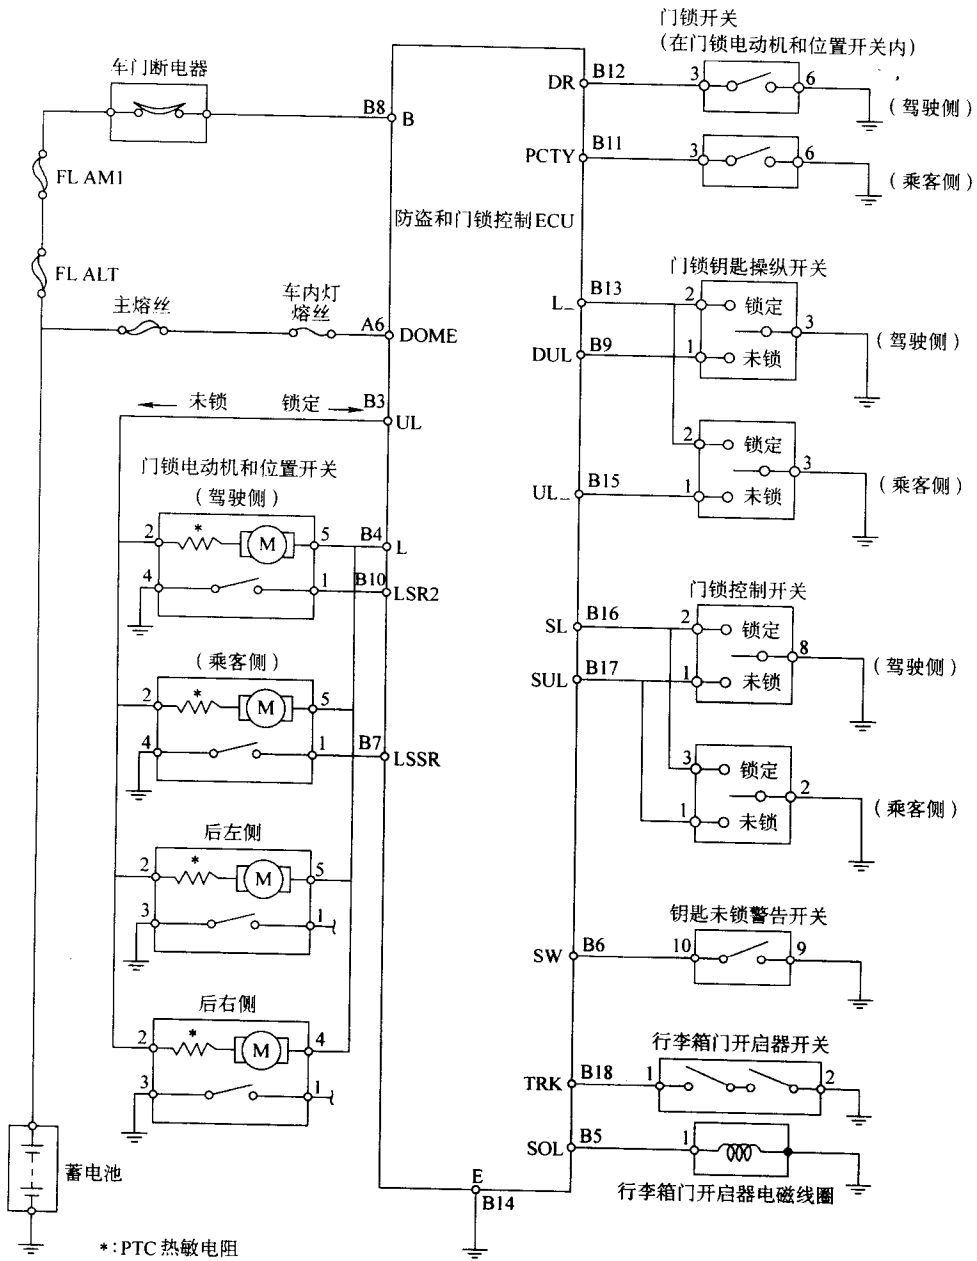 门锁开关
(在门锁电动机和位置开关内)
车门断电器
B8
B
DR
B12
3
6
(驾驶侧)
FL AM1
PCTY
B11
3
6
(乘客侧)
防盗和门锁控制ECU
FL ALT
主熔丝
车内灯
熔丝
A6
DOME
门锁钥匙操纵开关
L_
B13
2
锁定
3
(驾驶侧)
DUL
B9
1
未锁
未锁
锁定
B3
UL
2
锁定
3
(乘客侧)
UL_
B15
1
未锁
门锁电动机和位置开关
(驾驶侧)
2
*
M
5
B4
L
4
1
B10
LSR2
门锁控制开关
SL
B16
2
锁定
8
(驾驶侧)
SUL
B17
1
未锁
(乘客侧)
2
*
M
5
4
1
B7
LSSR
3
锁定
2
(乘客侧)
1
未锁
后左侧
2
*
M
5
3
1
钥匙未锁警告开关
SW
B6
10
9
后右侧
2
*
M
4
3
1
行李箱门开启器开关
TRK
B18
1
2
SOL
B5
1
行李箱门开启器电磁线圈
E
B14
蓄电池
*:PTC热敏电阻